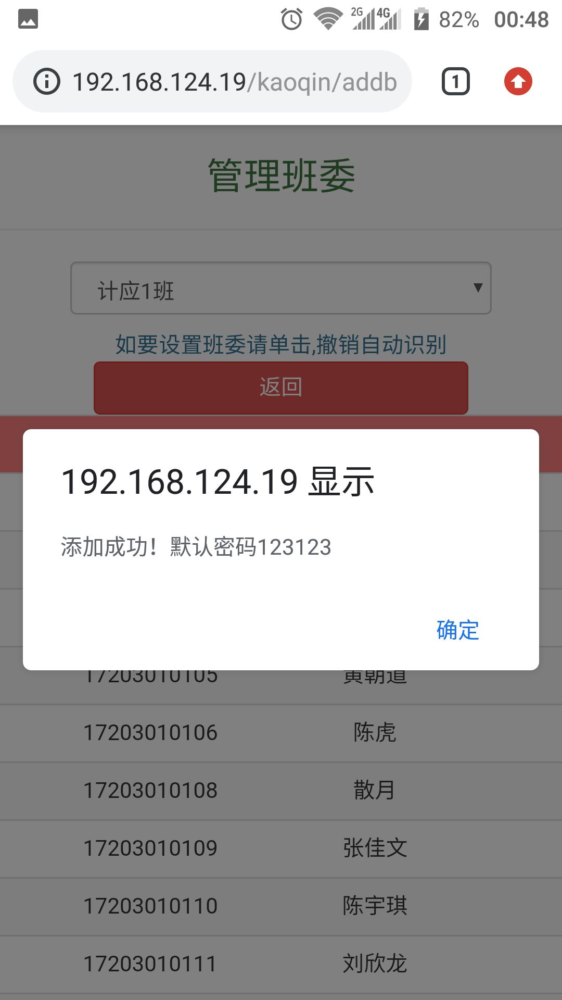 2G 4G 82% 00:48
192.168.124.19/kaoqin/addb 1
管理班委
计应1班
如要设置班委请单击,撤销自动识别
返回
192.168.124.19 显示
添加成功！默认密码123123
确定
17203010105 黄朝道
17203010106 陈虎
17203010108 散月
17203010109 张佳文
17203010110 陈宇琪
17203010111 刘欣龙